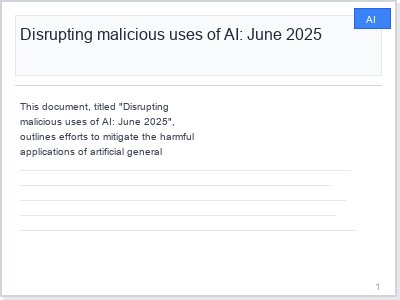 AI
Disrupting malicious uses of AI: June 2025
This document, titled "Disrupting
malicious uses of AI: June 2025",
outlines efforts to mitigate the harmful
applications of artificial general
1